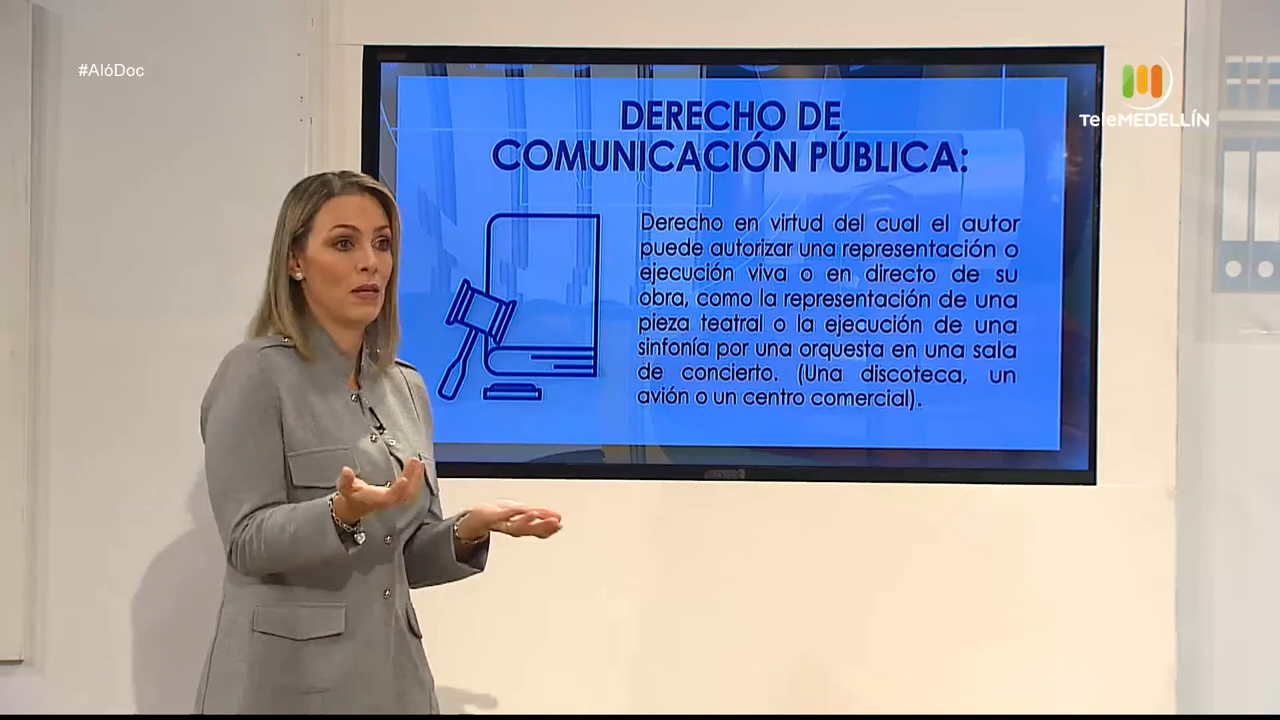 #AlóDoc
TeleMEDELLÍN
DERECHO DE
COMUNICACIÓN PÚBLICA:
Derecho en virtud del cual el autor
puede autorizar una representación o
ejecución viva o en directo de su
obra, como la representación de una
pieza teatral o la ejecución de una
sinfonía por una orquesta en una sala
de concierto. (Una discoteca, un
avión o un centro comercial).